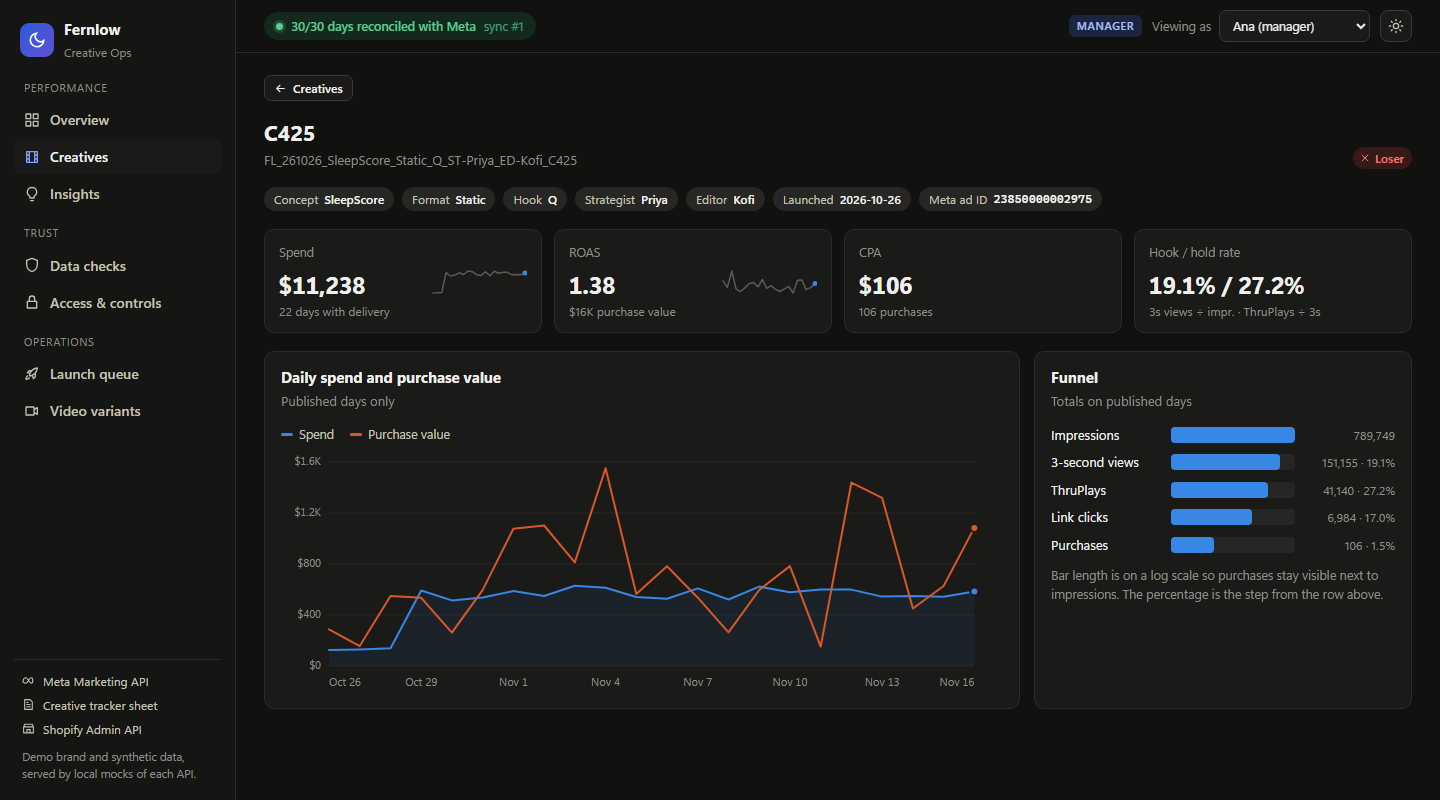 Fernlow
Creative Ops
PERFORMANCE
Overview
Creatives
Insights
TRUST
Data checks
Access & controls
OPERATIONS
Launch queue
Video variants
Meta Marketing API
Creative tracker sheet
Shopify Admin API
Demo brand and synthetic data,
served by local mocks of each API.
30/30 days reconciled with Meta sync #1
MANAGER Viewing as Ana (manager)
← Creatives
C425
FL_261026_SleepScore_Static_Q_ST-Priya_ED-Kofi_C425
× Loser
Concept SleepScore Format Static Hook Q Strategist Priya Editor Kofi Launched 2026-10-26 Meta ad ID 23850000002975
Spend
$11,238
22 days with delivery
ROAS
1.38
$16K purchase value
CPA
$106
106 purchases
Hook / hold rate
19.1% / 27.2%
3s views ÷ impr. · ThruPlays ÷ 3s
Daily spend and purchase value
Published days only
Spend Purchase value
$1.6K
$1.2K
$800
$400
$0
Oct 26 Oct 29 Nov 1 Nov 4 Nov 7 Nov 10 Nov 13 Nov 16
Funnel
Totals on published days
Impressions 789,749
3-second views 151,155 · 19.1%
ThruPlays 41,140 · 27.2%
Link clicks 6,984 · 17.0%
Purchases 106 · 1.5%
Bar length is on a log scale so purchases stay visible next to
impressions. The percentage is the step from the row above.